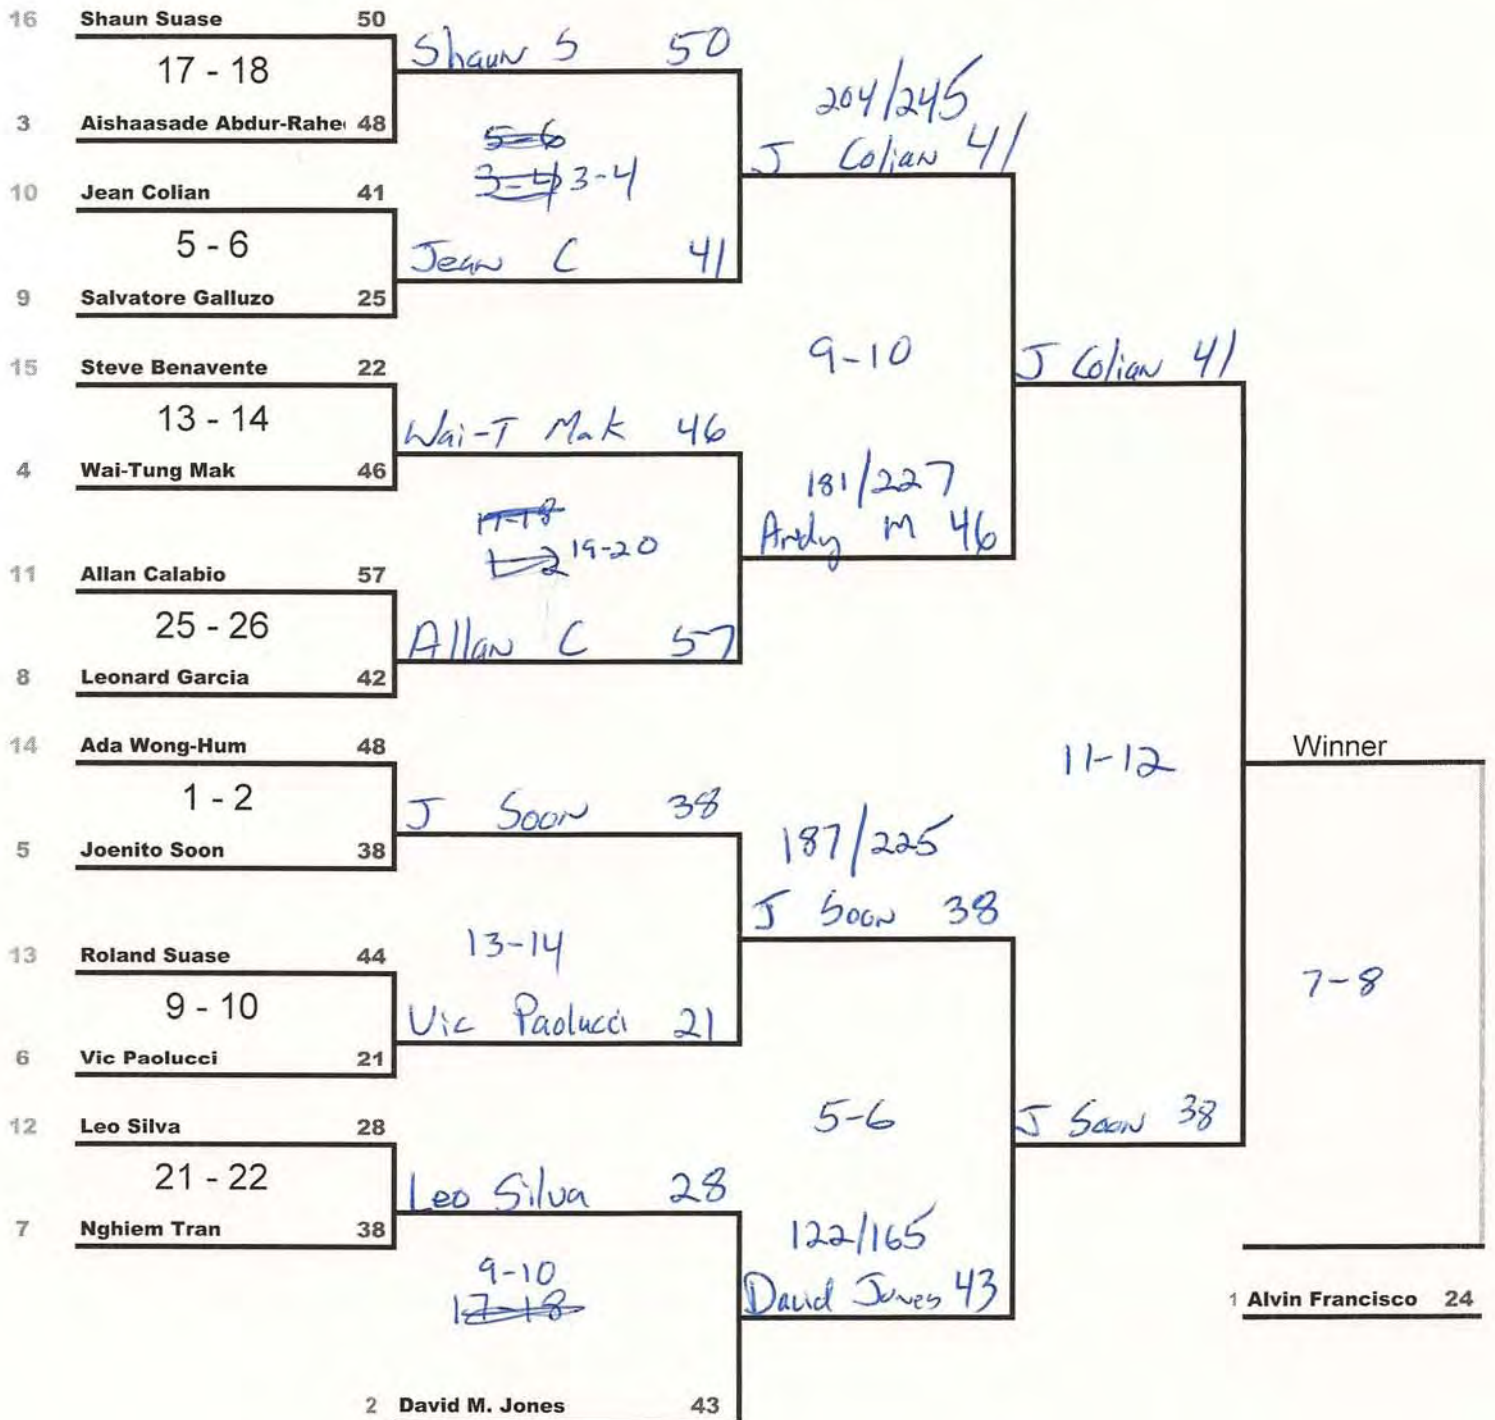 16 Shaun Suase 50
17 - 18
3 Aishaasade Abdur-Rahe 48
10 Jean Colian 41
5 - 6
9 Salvatore Galluzo 25
15 Steve Benavente 22
13 - 14
4 Wai-Tung Mak 46
11 Allan Calabio 57
25 - 26
8 Leonard Garcia 42
14 Ada Wong-Hum 48
1 - 2
5 Joenito Soon 38
13 Roland Suase 44
9 - 10
6 Vic Paolucci 21
12 Leo Silva 28
21 - 22
7 Nghiem Tran 38
Shaun S 50
5-6
3-4 3-4
Jean C 41
Wai-T Mak 46
17-18
1-2 19-20
Allan C 57
J Soon 38
13-14
Vic Paolucci 21
Leo Silva 28
9-10
17-18
2 David M. Jones 43
204/245
J Colian 41
9-10
181/227
Andy M 46
187/225
J Soon 38
5-6
122/165
David Jones 43
J Colian 41
11-12
J Soon 38
Winner
7-8
1 Alvin Francisco 24